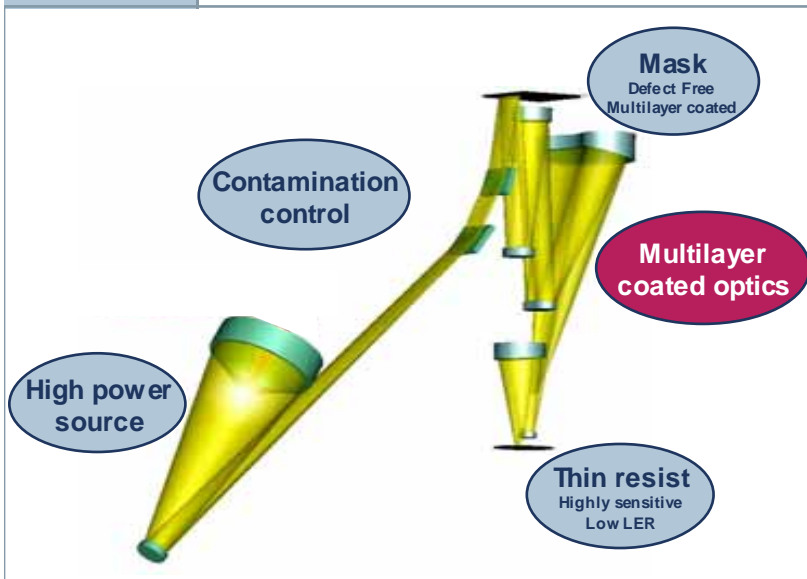 Mask
Defect Free
Multilayer coated
Contamination
control
Multilayer
coated optics
High power
source
Thin resist
Highly sensitive
Low LER